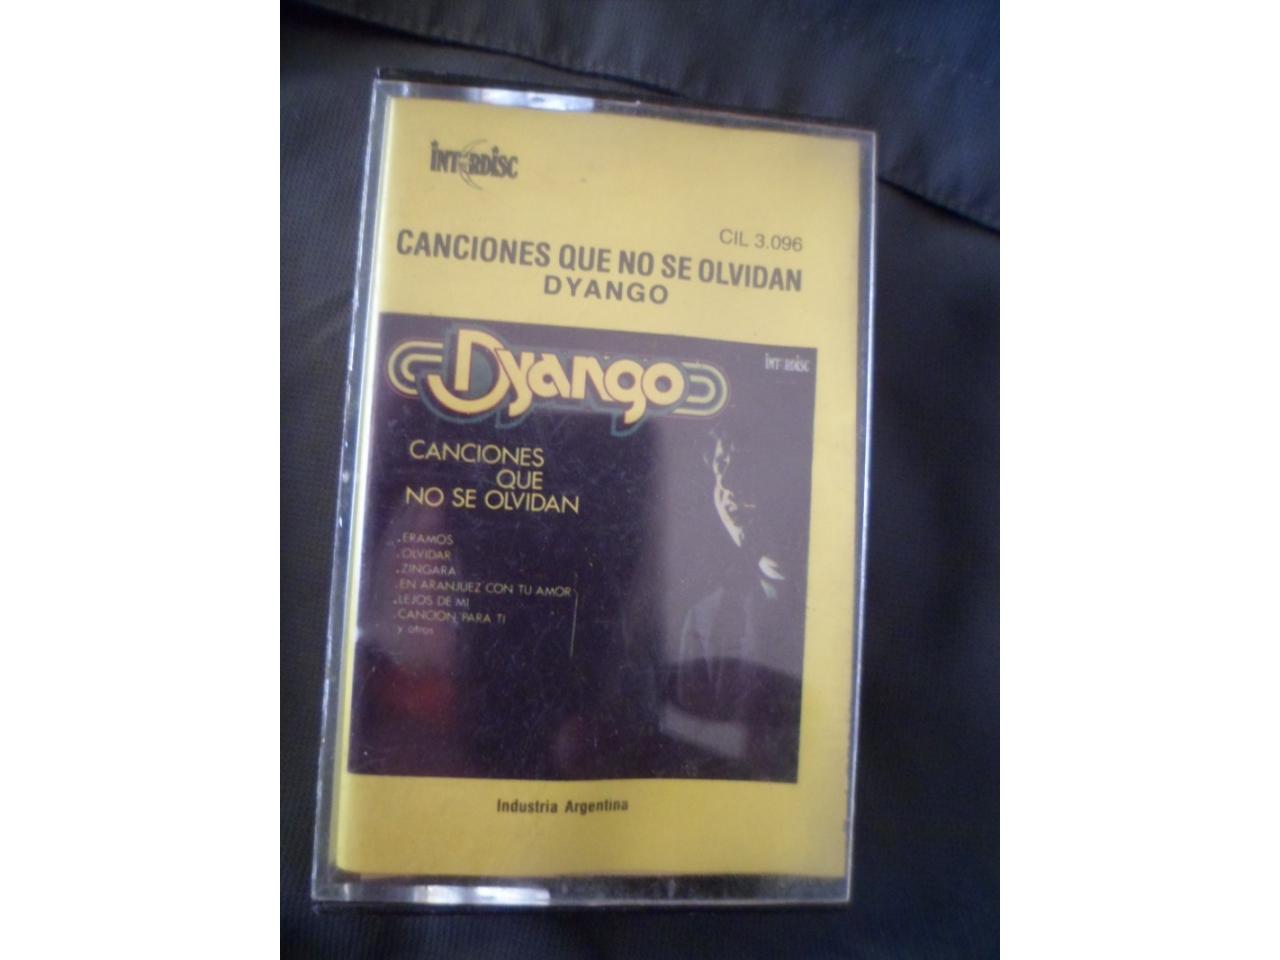 INTERDISC
CIL 3.096
CANCIONES QUE NO SE OLVIDAN
DYANGO
Dyango
INTERDISC
CANCIONES
QUE
NO SE OLVIDAN
.ERAMOS
.OLVIDAR
.ZINGARA
.EN ARANJUEZ CON TU AMOR
.LEJOS DE MI
.CANCION PARA TI
y otros
Industria Argentina